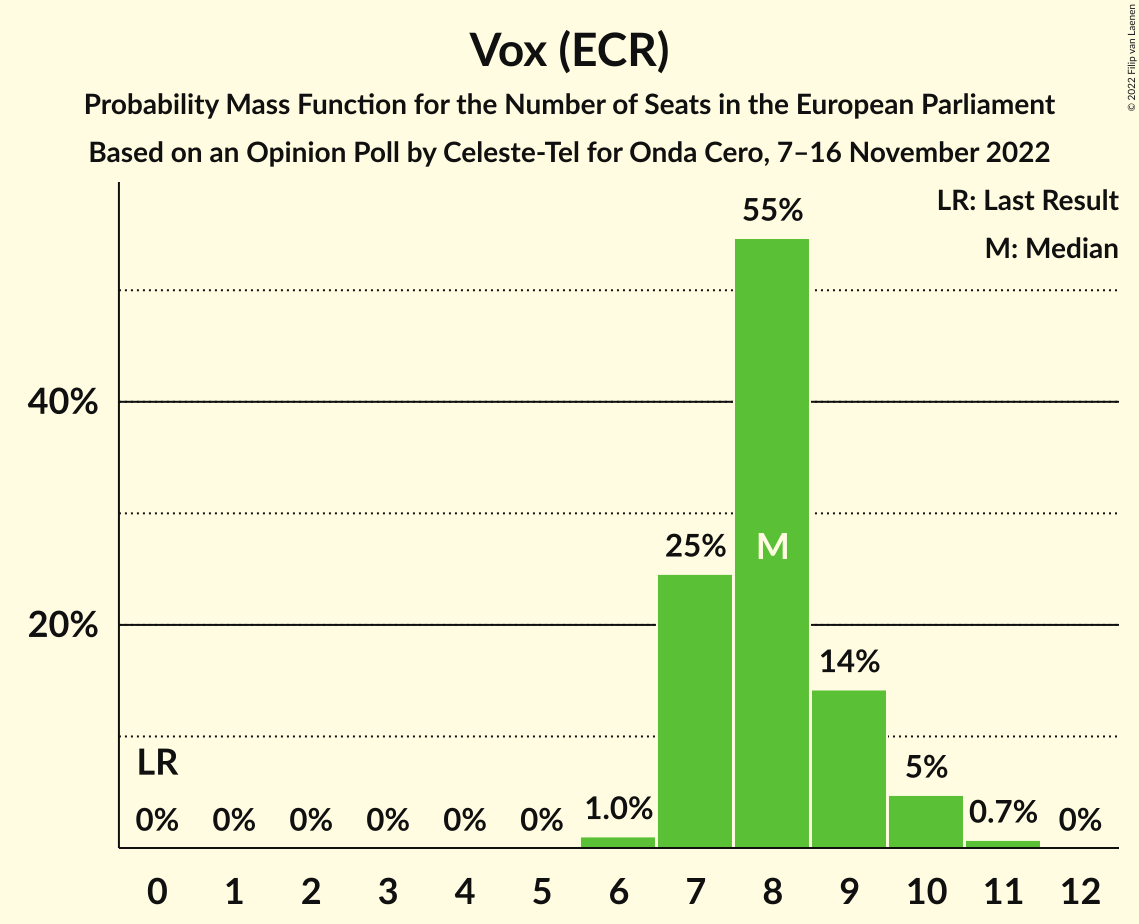 Vox (ECR)
Probability Mass Function for the Number of Seats in the European Parliament
Based on an Opinion Poll by Celeste-Tel for Onda Cero, 7–16 November 2022
© 2022 Filip van Laenen
LR: Last Result
M: Median
55%
40%
25%
M
20%
14%
LR
5%
0% 0% 0% 0% 0% 0% 1.0% 0.7% 0%
0 1 2 3 4 5 6 7 8 9 10 11 12